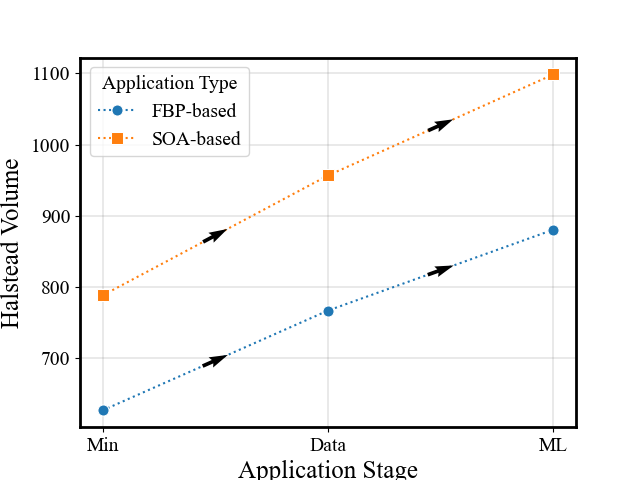 Application Type
FBP-based
SOA-based
1100
1000
900
800
700
Halstead Volume
Min
Data
ML
Application Stage